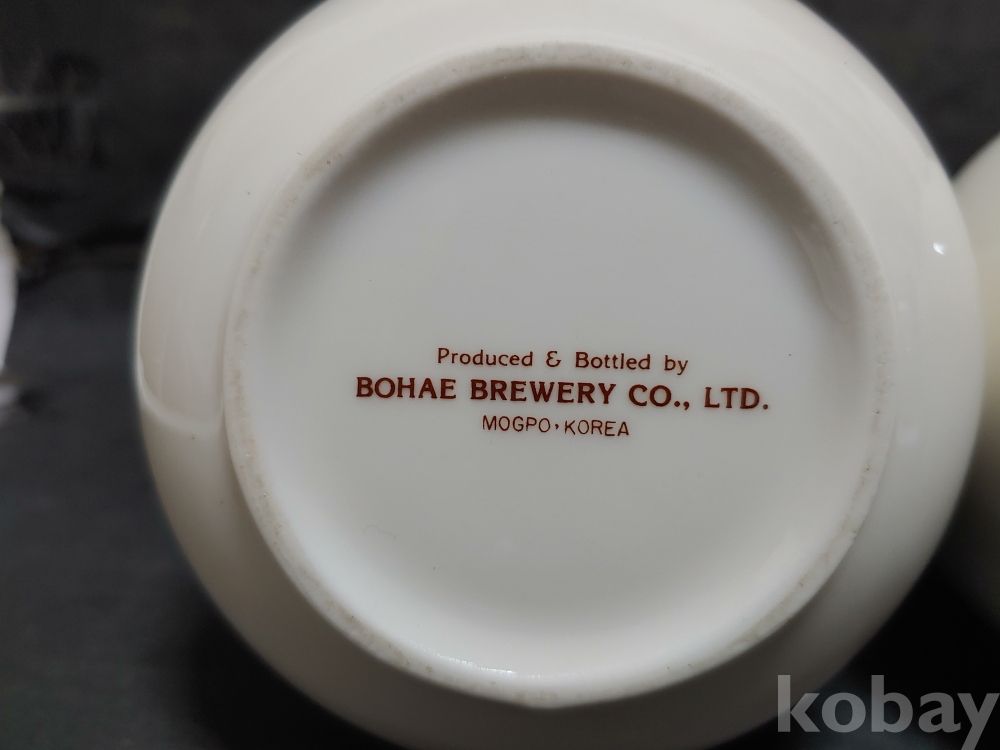 Produced & Bottled by
BOHAE BREWERY CO., LTD.
MOGPO, KOREA
kobay